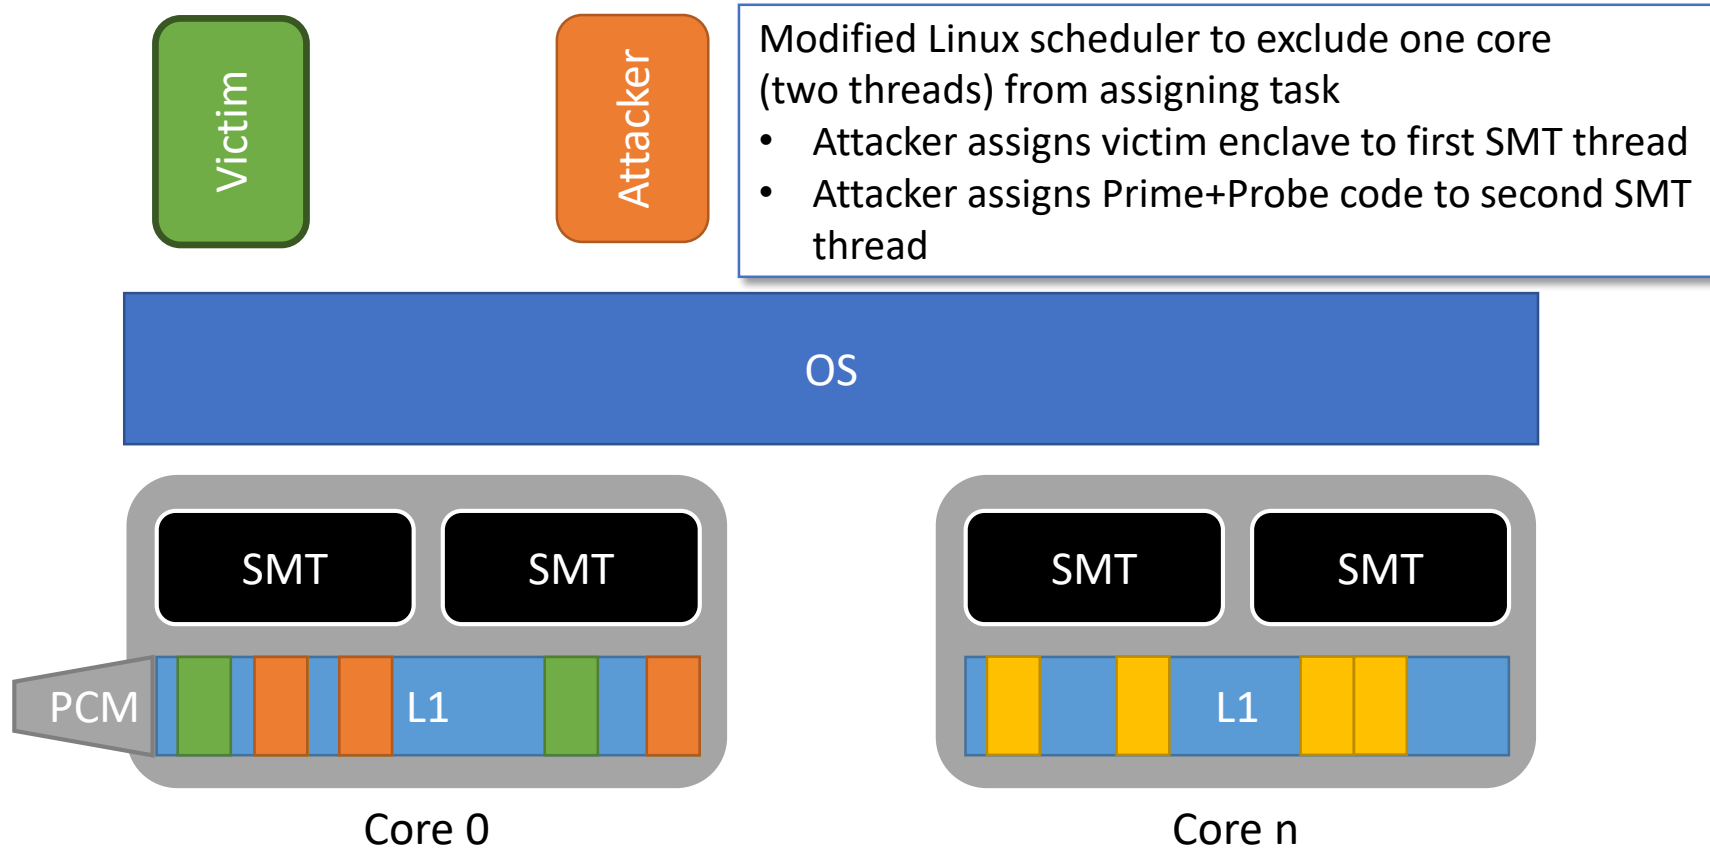 Victim
Attacker
Modified Linux scheduler to exclude one core
(two threads) from assigning task
• Attacker assigns victim enclave to first SMT thread
• Attacker assigns Prime+Probe code to second SMT
thread
OS
SMT
SMT
SMT
SMT
PCM
L1
L1
Core 0
Core n